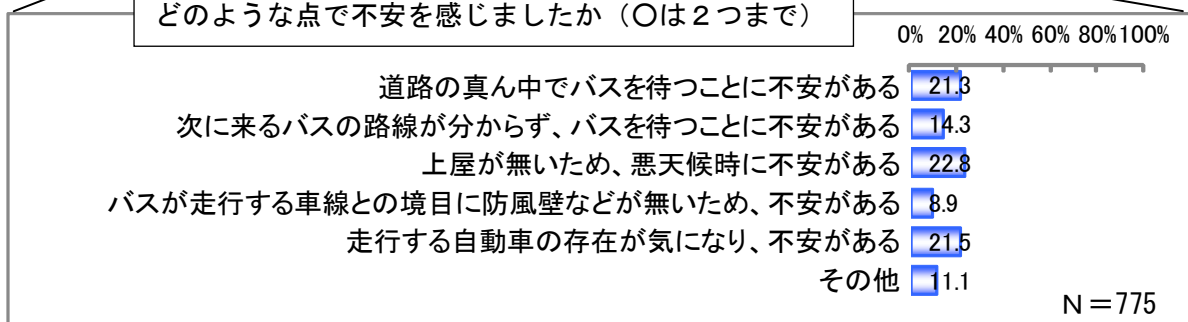 どのような点で不安を感じましたか（○は２つまで）
0% 20% 40% 60% 80%100%
道路の真ん中でバスを待つことに不安がある 21.3
次に来るバスの路線が分からず、バスを待つことに不安がある 14.3
上屋が無いため、悪天候時に不安がある 22.8
バスが走行する車線との境目に防風壁などが無いため、不安がある 8.9
走行する自動車の存在が気になり、不安がある 21.5
その他 11.1
Ｎ＝775